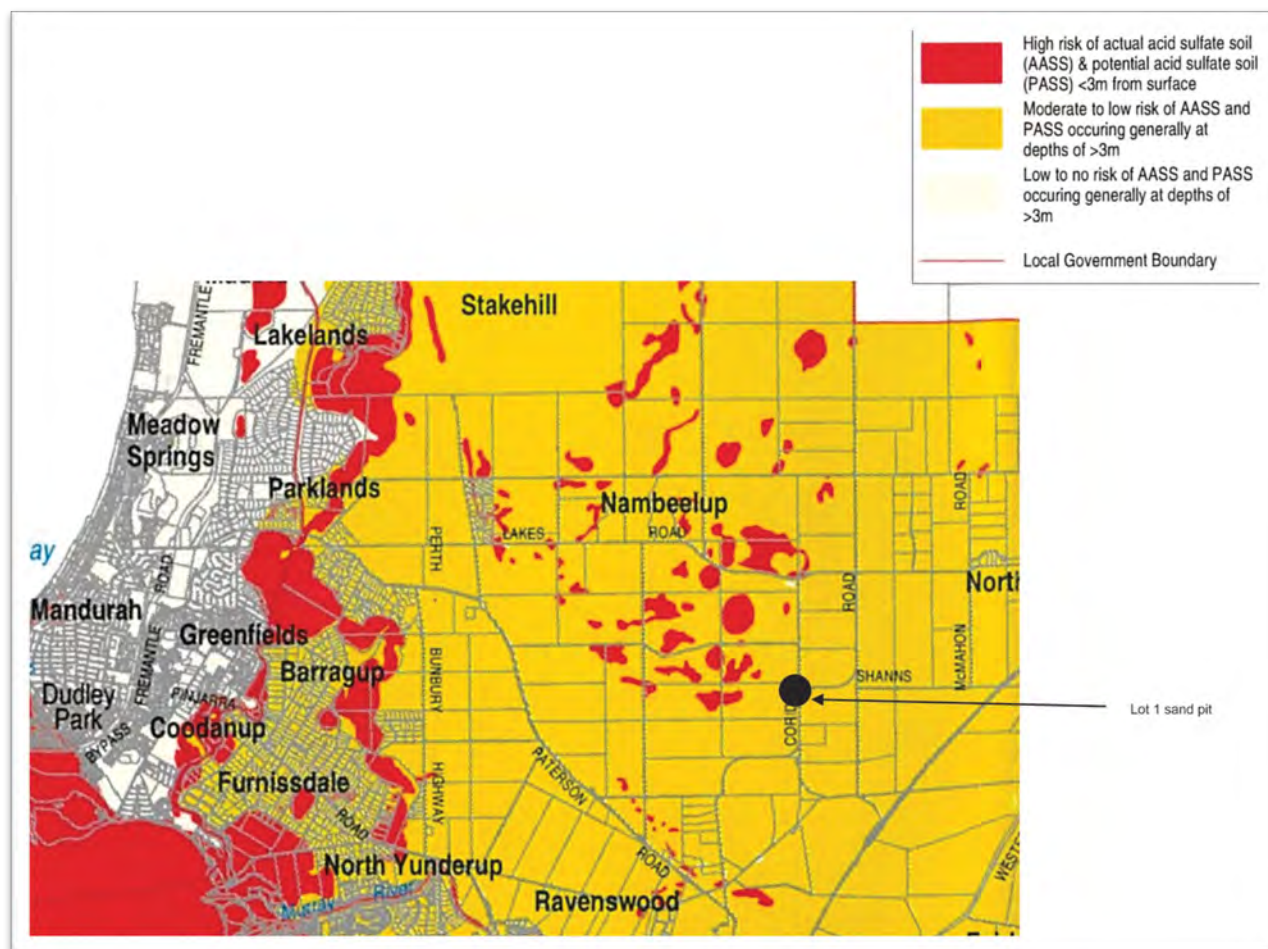 High risk of actual acid sulfate soil
(AASS) & potential acid sulfate soil
(PASS) <3m from surface
Moderate to low risk of AASS and
PASS occuring generally at
depths of >3m
Low to no risk of AASS and PASS
occuring generally at depths of
>3m
Local Government Boundary
Stakehill
FREMANTLE
Lakelands
Meadow
Springs
Parklands
Nambeelup
ROAD
LAKES
ROAD
PERTH
ay
ROAD
Mandurah
North
ROAD
McMAHON
Greenfields
Barragup
BUNBURY
SHANNS
Dudley
Park
FREMANTLE
PINJARRA
BYPASS
Coodanup
Lot 1 sand pit
Furnissdale
HIGHWAY
PATERSON
ROAD
ROAD
North Yunderup
Murray River
Ravenswood